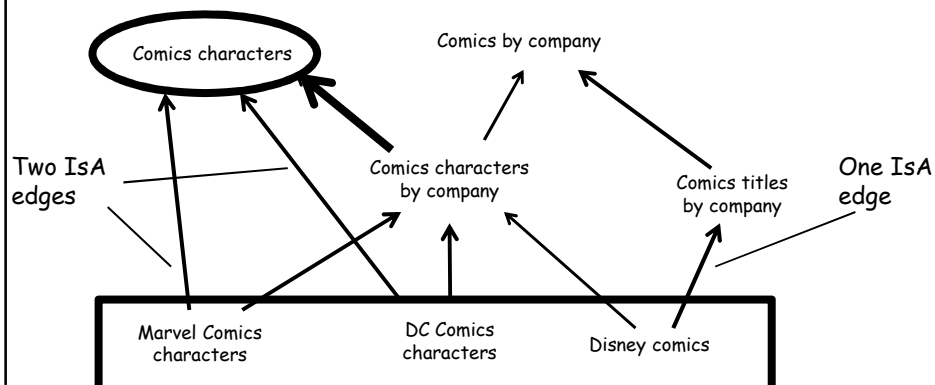 Comics characters
Comics by company
Two IsA
edges
Comics characters
by company
Comics titles
by company
One IsA
edge
Marvel Comics
characters
DC Comics
characters
Disney comics